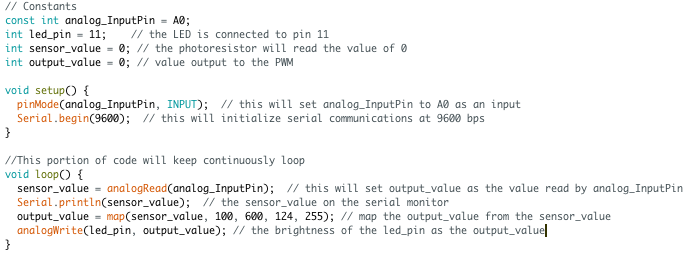 // Constants
const int analog_InputPin = A0;
int led_pin = 11;    // the LED is connected to pin 11
int sensor_value = 0; // the photoresistor will read the value of 0
int output_value = 0; // value output to the PWM

void setup() {
  pinMode(analog_InputPin, INPUT);  // this will set analog_InputPin to A0 as an input
  Serial.begin(9600);  // this will initialize serial communications at 9600 bps
}

//This portion of code will keep continuously loop
void loop() {
  sensor_value = analogRead(analog_InputPin);  // this will set output_value as the value read by analog_InputPin
  Serial.println(sensor_value);  // the sensor_value on the serial monitor
  output_value = map(sensor_value, 100, 600, 124, 255); // map the output_value from the sensor_value
  analogWrite(led_pin, output_value); // the brightness of the led_pin as the output_value
}